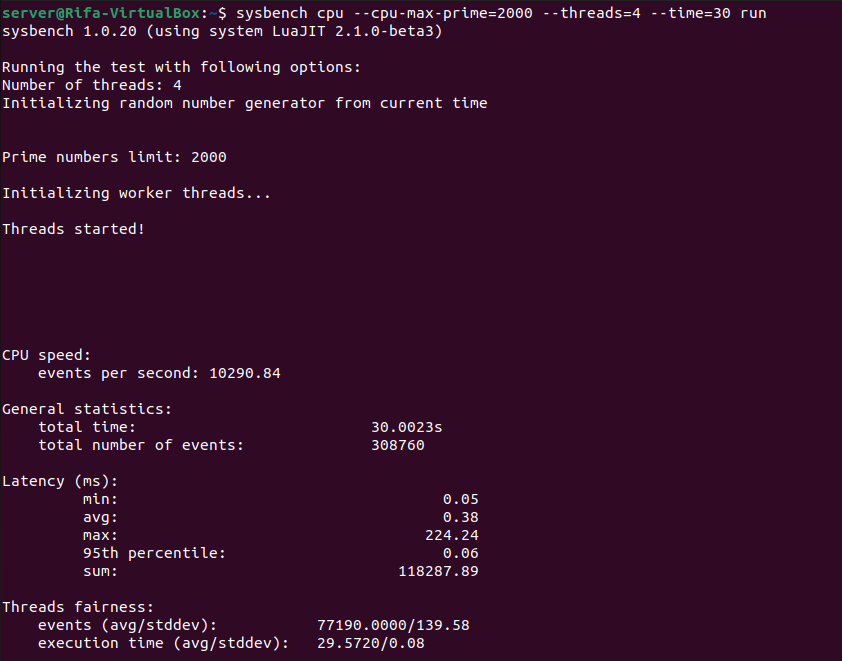 server@Rifa-VirtualBox:~$ sysbench cpu --cpu-max-prime=2000 --threads=4 --time=30 run
sysbench 1.0.20 (using system LuaJIT 2.1.0-beta3)
Running the test with following options:
Number of threads: 4
Initializing random number generator from current time
Prime numbers limit: 2000
Initializing worker threads...
Threads started!
CPU speed:
events per second: 10290.84
General statistics:
total time: 30.0023s
total number of events: 308760
Latency (ms):
min: 0.05
avg: 0.38
max: 224.24
95th percentile: 0.06
sum: 118287.89
Threads fairness:
events (avg/stddev): 77190.0000/139.58
execution time (avg/stddev): 29.5720/0.08